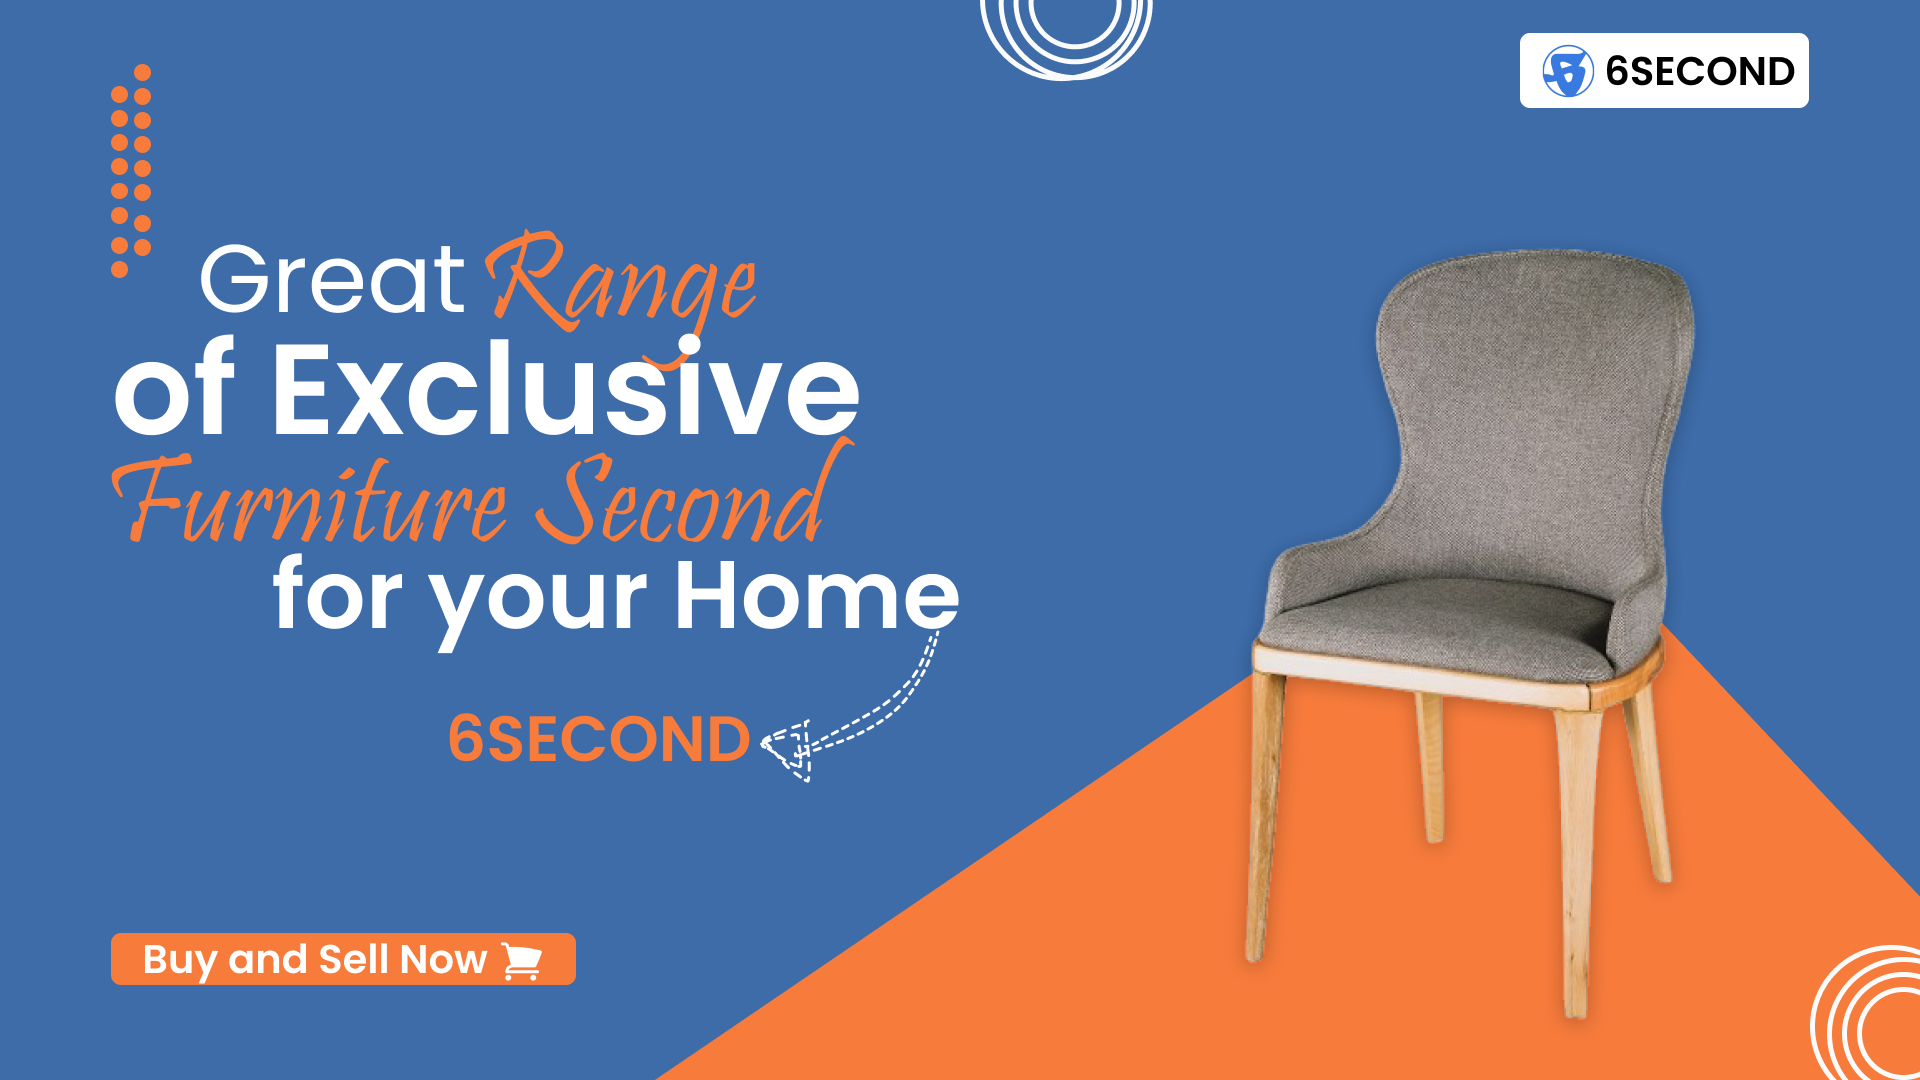 6SECOND
Great Range
of Exclusive
Furniture Second
for your Home
6SECOND
Buy and Sell Now